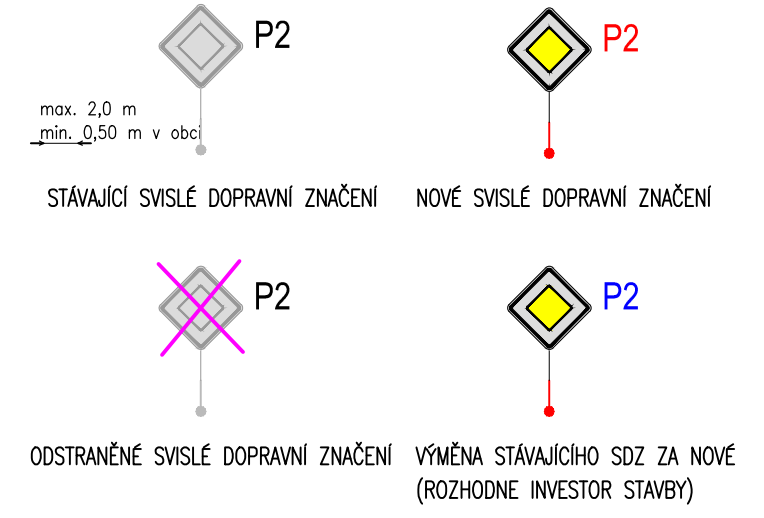 P2
max. 2,0 m
min. 0,50 m v obci
STÁVAJÍCÍ SVISLÉ DOPRAVNÍ ZNAČENÍ
P2
NOVÉ SVISLÉ DOPRAVNÍ ZNAČENÍ
P2
ODSTRANĚNÉ SVISLÉ DOPRAVNÍ ZNAČENÍ
P2
VÝMĚNA STÁVAJÍCÍHO SDZ ZA NOVÉ
(ROZHODNE INVESTOR STAVBY)